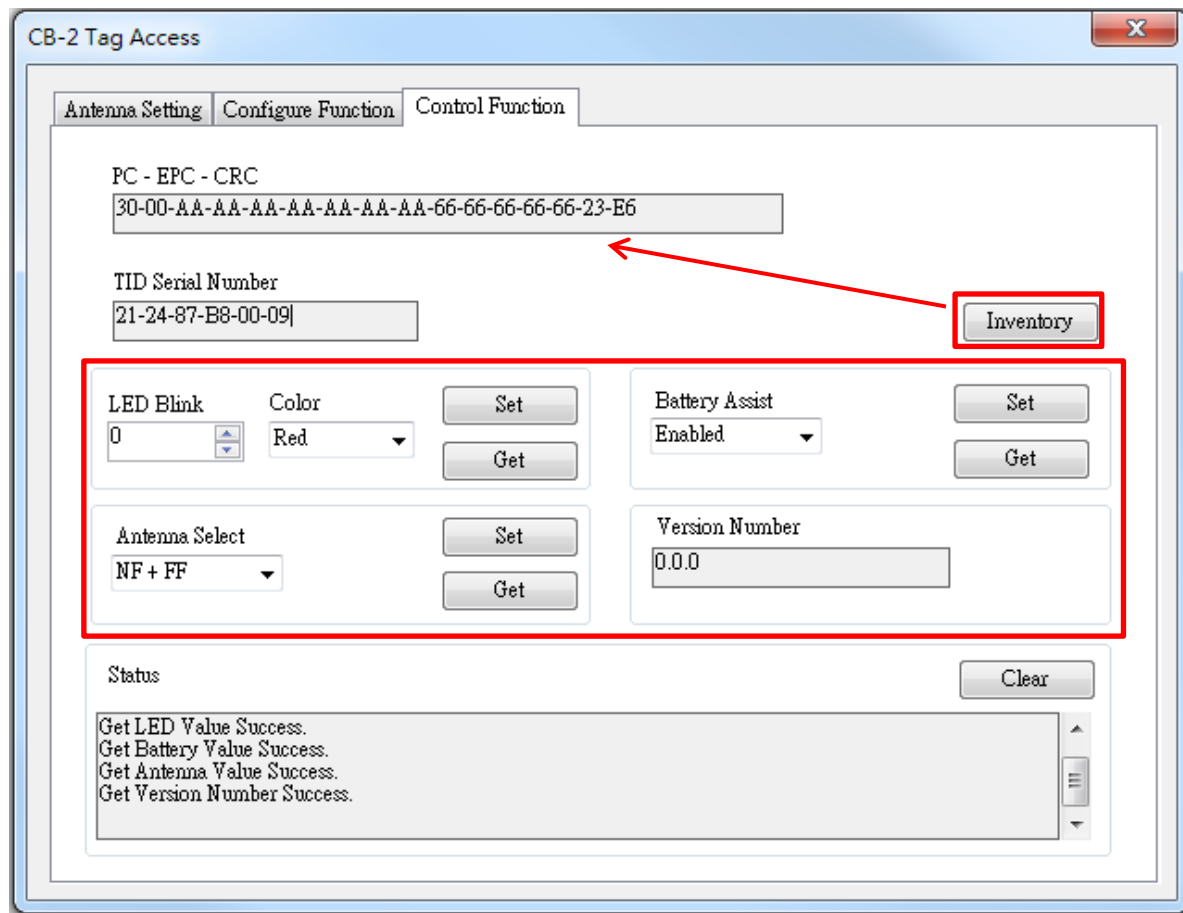 CB-2 Tag Access
x
Antenna Setting Configure Function Control Function
PC - EPC - CRC
30-00-AA-AA-AA-AA-AA-AA-AA-66-66-66-66-66-23-E6
TID Serial Number
21-24-87-B8-00-09
Inventory
LED Blink Color Set
0 Red
Get
Battery Assist Set
Enabled
Get
Antenna Select Set
NF + FF
Get
Version Number
0.0.0
Status Clear
Get LED Value Success.
Get Battery Value Success.
Get Antenna Value Success.
Get Version Number Success.